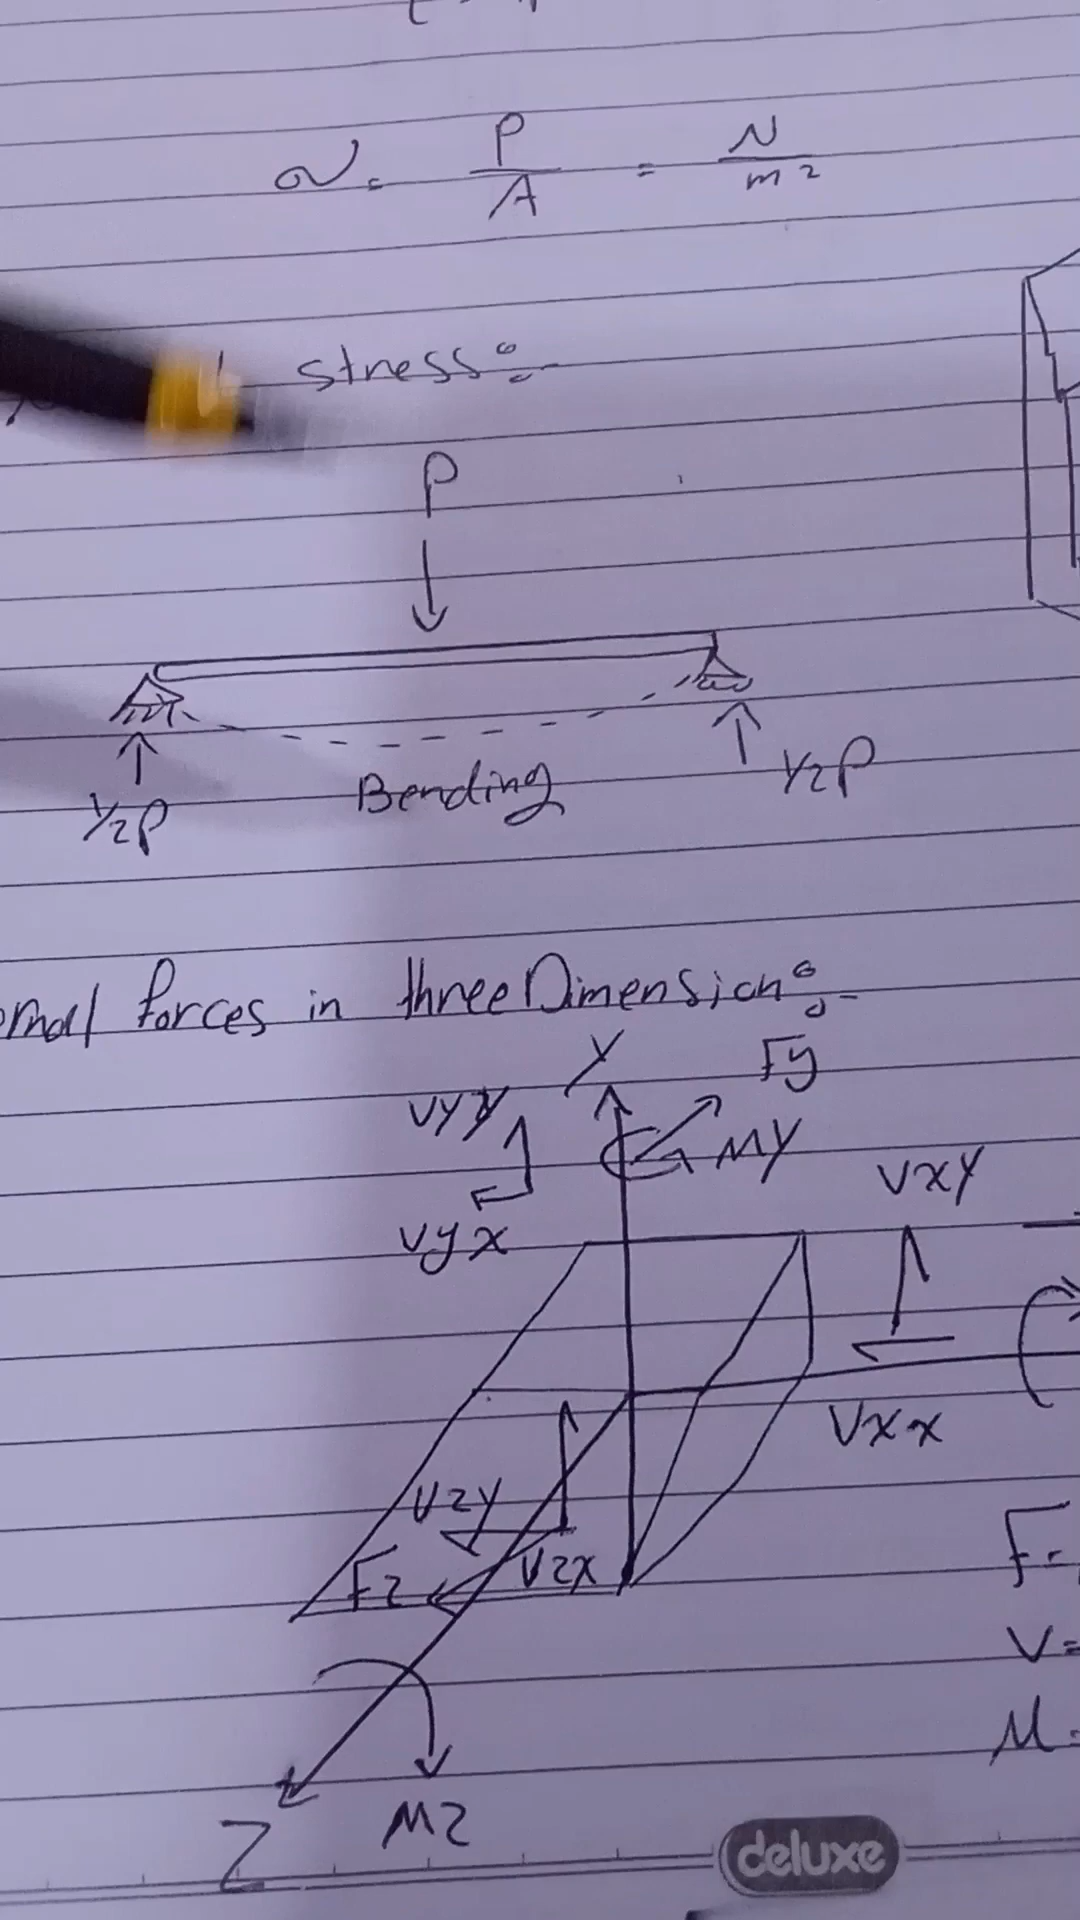 σ = P/A = N/m²
stress:-
P
½P
Bending
½P
forces in three Dimension:-
Y
Fy
Vyy
My
Vxy
Vyx
Vxx
Vzy
Fz
Vzx
F =
V =
M =
Z
Mz
deluxe